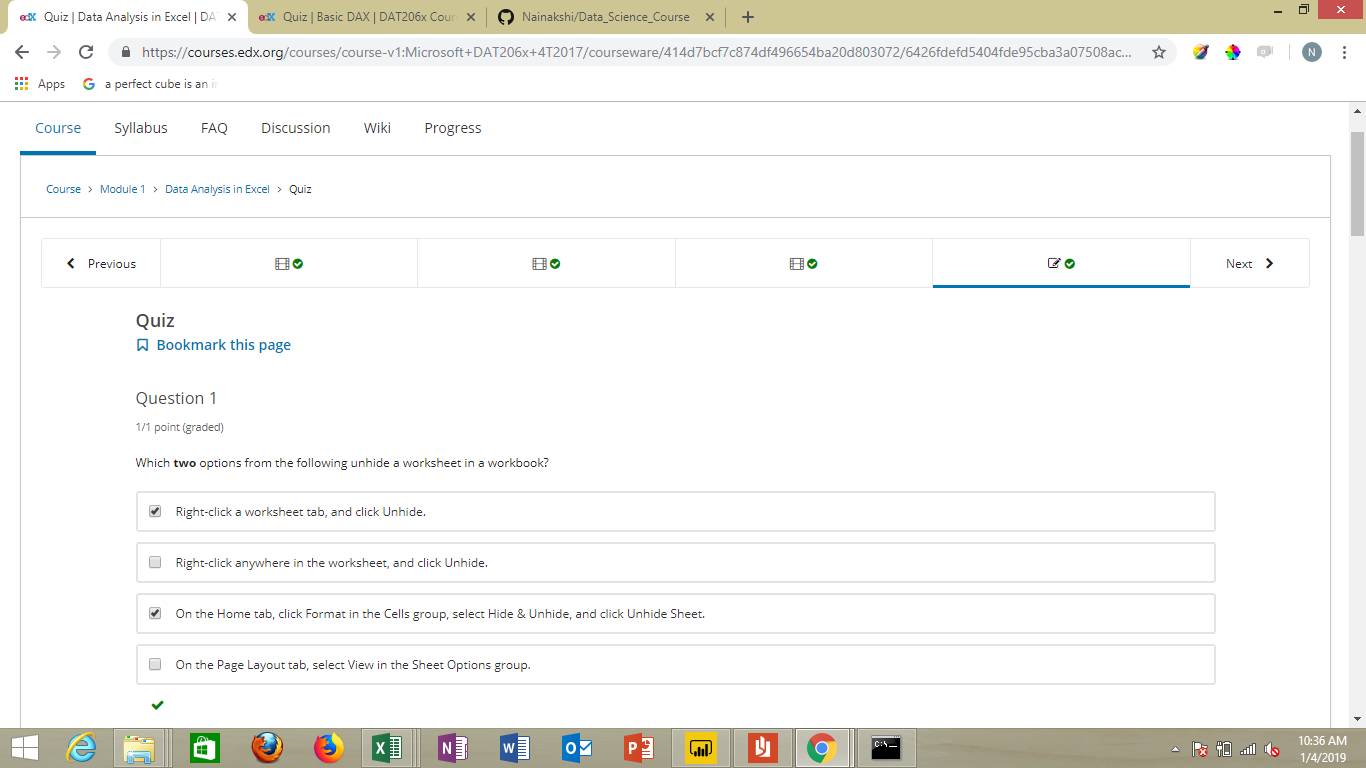 edX Quiz | Data Analysis in Excel | DA
edX Quiz | Basic DAX | DAT206x Cour
Nainakshi/Data_Science_Course
https://courses.edx.org/courses/course-v1:Microsoft+DAT206x+4T2017/courseware/414d7bcf7c874df496654ba20d803072/6426fdefd5404fde95cba3a07508ac...
N
Apps
G a perfect cube is an i
Course Syllabus FAQ Discussion Wiki Progress
Course > Module 1 > Data Analysis in Excel > Quiz
Previous
Next
Quiz
Bookmark this page
Question 1
1/1 point (graded)
Which two options from the following unhide a worksheet in a workbook?
Right-click a worksheet tab, and click Unhide.
Right-click anywhere in the worksheet, and click Unhide.
On the Home tab, click Format in the Cells group, select Hide & Unhide, and click Unhide Sheet.
On the Page Layout tab, select View in the Sheet Options group.
10:36 AM
1/4/2019